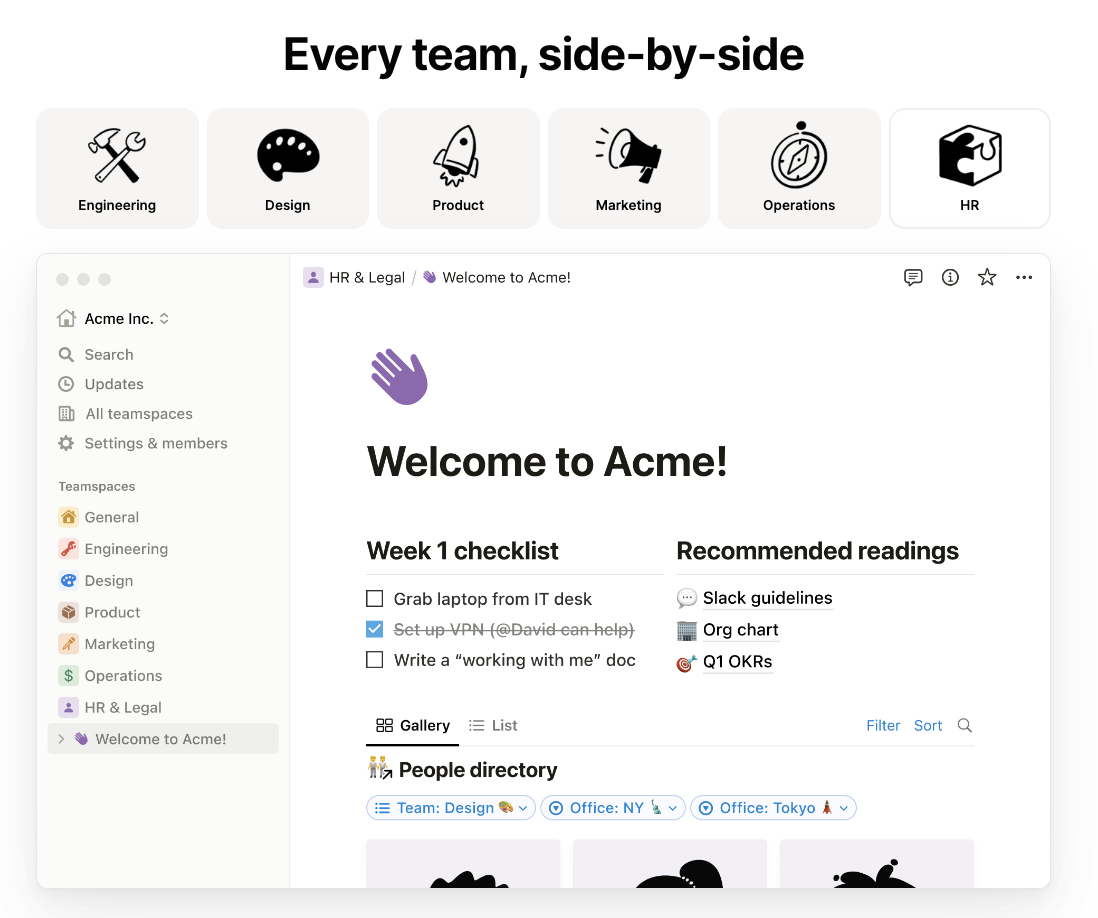 Every team, side-by-side
Engineering
Design
Product
Marketing
Operations
HR
Acme Inc.
Search
Updates
All teamspaces
Settings & members
Teamspaces
General
Engineering
Design
Product
Marketing
$ Operations
HR & Legal
Welcome to Acme!
HR & Legal / Welcome to Acme!
Welcome to Acme!
Week 1 checklist
Grab laptop from IT desk
Set up VPN (@David can help)
Write a “working with me” doc
Recommended readings
Slack guidelines
Org chart
Q1 OKRs
Gallery
List
Filter
Sort
People directory
Team: Design
Office: NY
Office: Tokyo